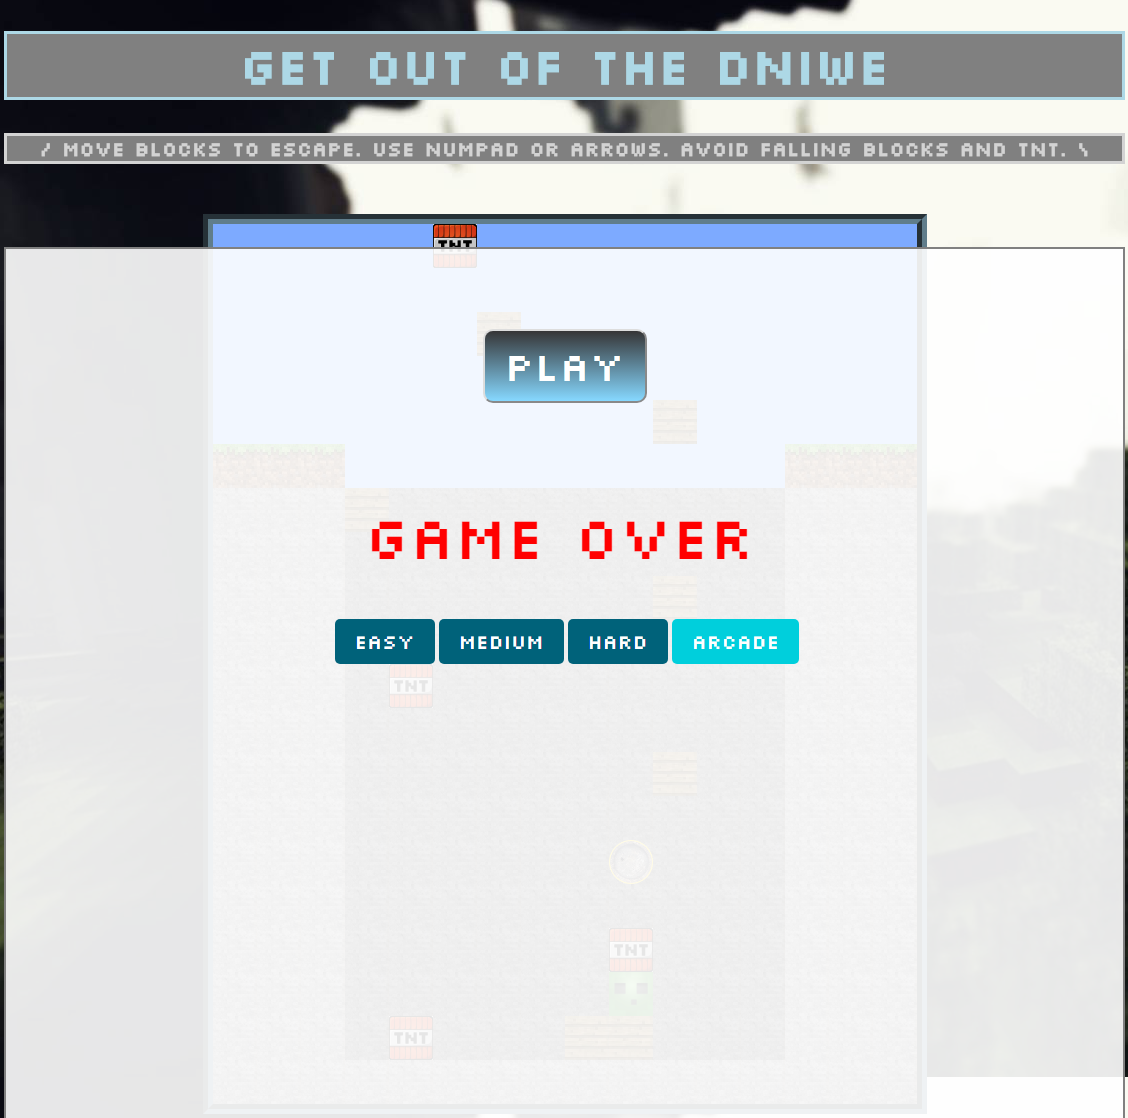 GET OUT OF THE DNIWE
/ MOVE BLOCKS TO ESCAPE. USE NUMPAD OR ARROWS. AVOID FALLING BLOCKS AND TNT. \
TNT
PLAY
GAME OVER
EASY MEDIUM HARD ARCADE
TNT
TNT
TNT